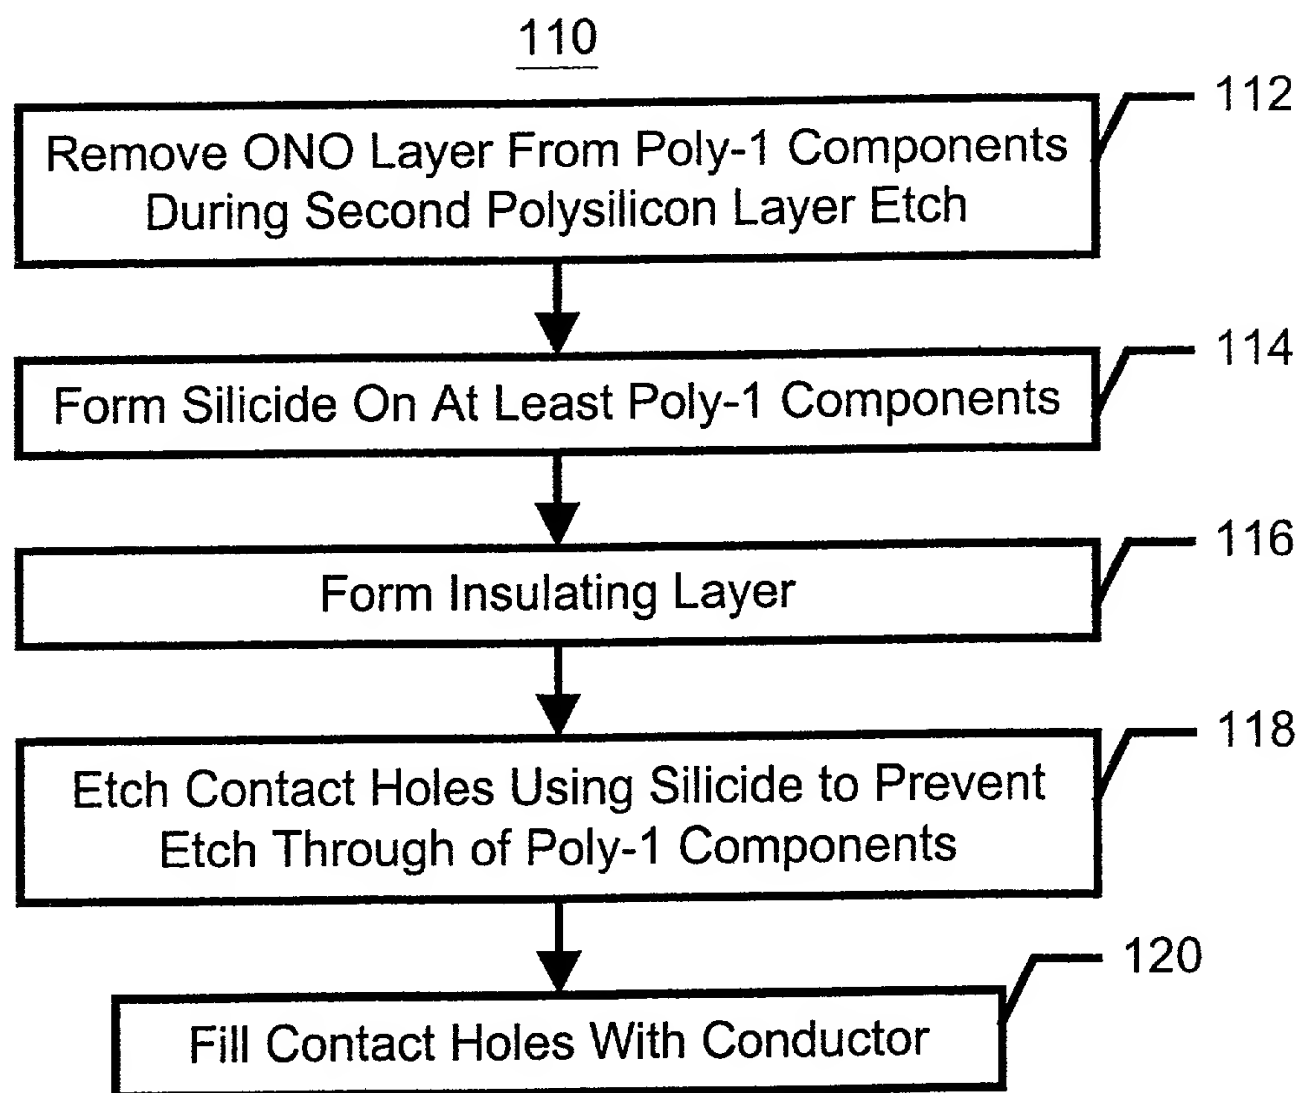 110
112
Remove ONO Layer From Poly-1 Components
During Second Polysilicon Layer Etch
114
Form Silicide On At Least Poly-1 Components
116
Form Insulating Layer
118
Etch Contact Holes Using Silicide to Prevent
Etch Through of Poly-1 Components
120
Fill Contact Holes With Conductor